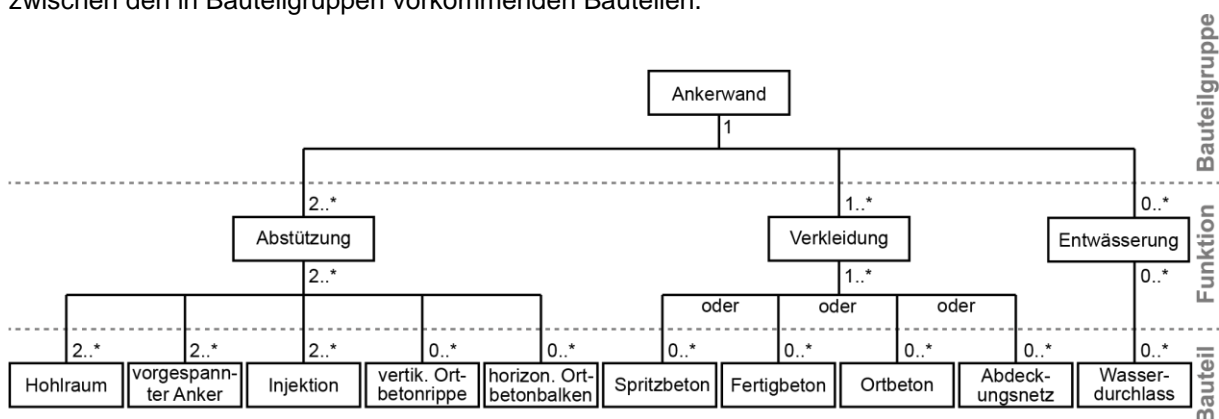 zwischen den in Bauteilgruppen vorkommenden Bauteilen.
Bauteilgruppe
Ankerwand
1
2..*
1..*
0..*
Funktion
Abstützung
Verkleidung
Entwässerung
2..*
1..*
0..*
oder
oder
oder
Bauteil
2..*
2..*
2..*
0..*
0..*
0..*
0..*
0..*
0..*
0..*
Hohlraum
vorgespann-
ter Anker
Injektion
vertik. Ort-
betonrippe
horizon. Ort-
betonbalken
Spritzbeton
Fertigbeton
Ortbeton
Abdeck-
ungsnetz
Wasser-
durchlass